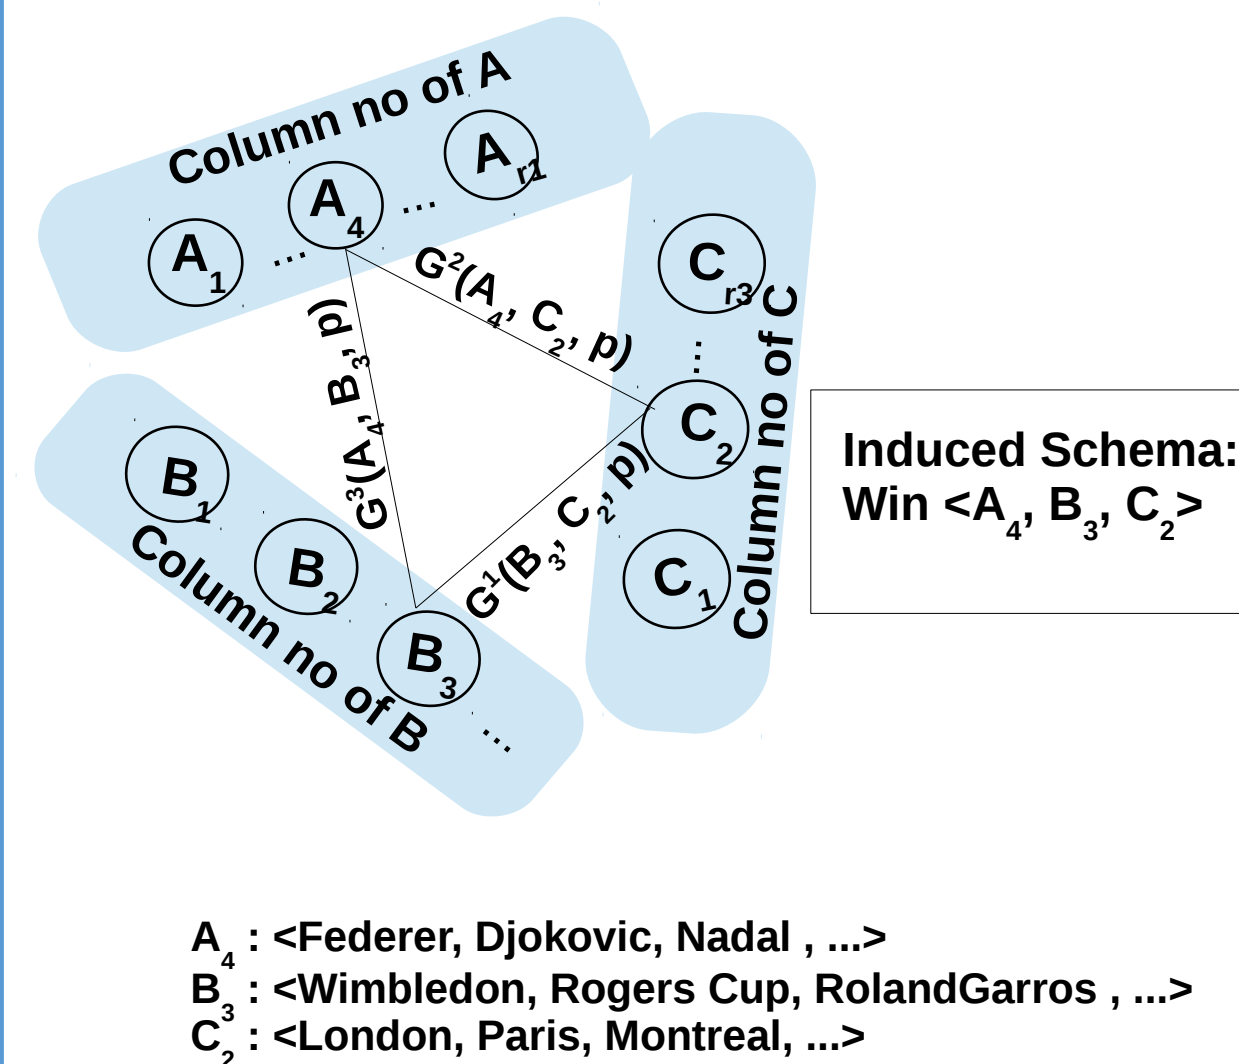 Column no of A
A1 ... A4 ... Ar1
G2(A4, C2, p)
G3(A4, B3, p)
G1(B3, C2, p)
Cr3
...
C2
C1
Column no of C
B1
B2
B3
...
Column no of B
Induced Schema:
Win <A4, B3, C2>
A4 : <Federer, Djokovic, Nadal , ...>
B3 : <Wimbledon, Rogers Cup, RolandGarros , ...>
C2 : <London, Paris, Montreal, ...>